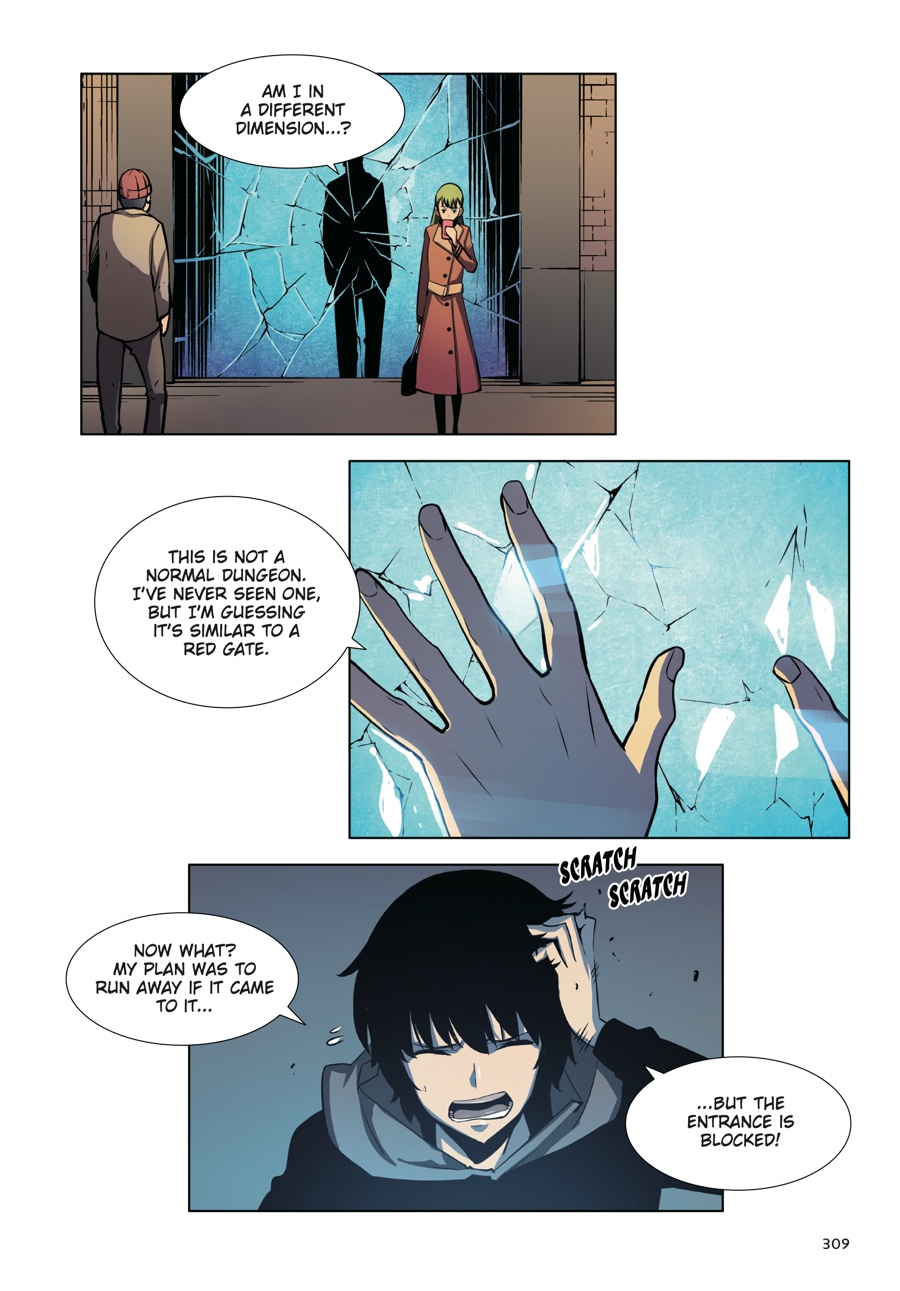 AM I IN
A DIFFERENT
DIMENSION...?
THIS IS NOT A
NORMAL DUNGEON.
I'VE NEVER SEEN ONE,
BUT I'M GUESSING
IT'S SIMILAR TO A
RED GATE.
SCRATCH
SCRATCH
NOW WHAT?
MY PLAN WAS TO
RUN AWAY IF IT CAME
TO IT...
...BUT THE
ENTRANCE IS
BLOCKED!
309